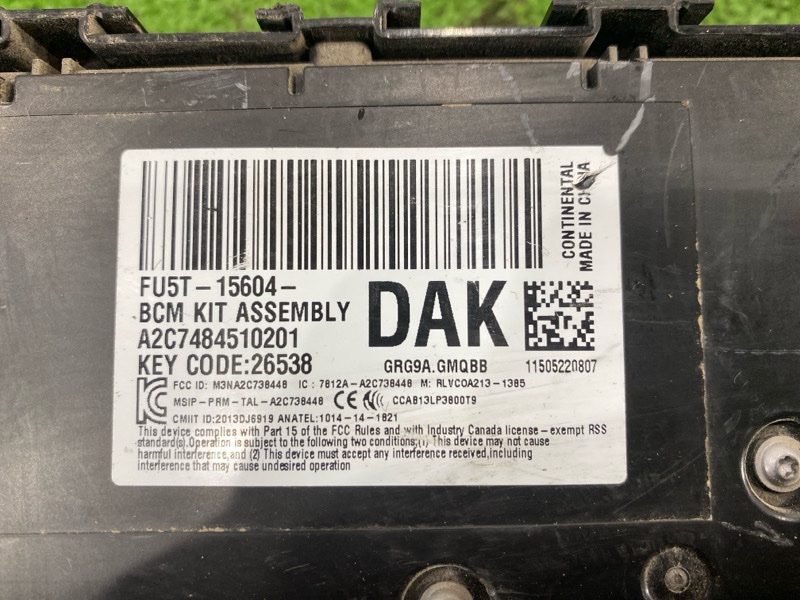 CONTINENTAL
MADE IN CHINA
FU5T-15604-
BCM KIT ASSEMBLY
DAK
A2C7484510201
KEY CODE:26538
GRG9A.GMQBB
11505220807
FCC ID: M3NA2C738448 IC : 7812A-A2C738448 M: RLVCOA213-1385
MSIP-PRM-TAL-A2C738448 CE CCAB13LP3800T9
CMIIT ID:2013DJ6919 ANATEL:1014-14-1821
This device complies with Part 15 of the FCC Rules and with Industry Canada license - exempt RSS
standard(s).Operation is subject to the following two conditions,(1) This device may not cause
harmful interference,and (2) This device must accept any interference received,including
interference that may cause undesired operation